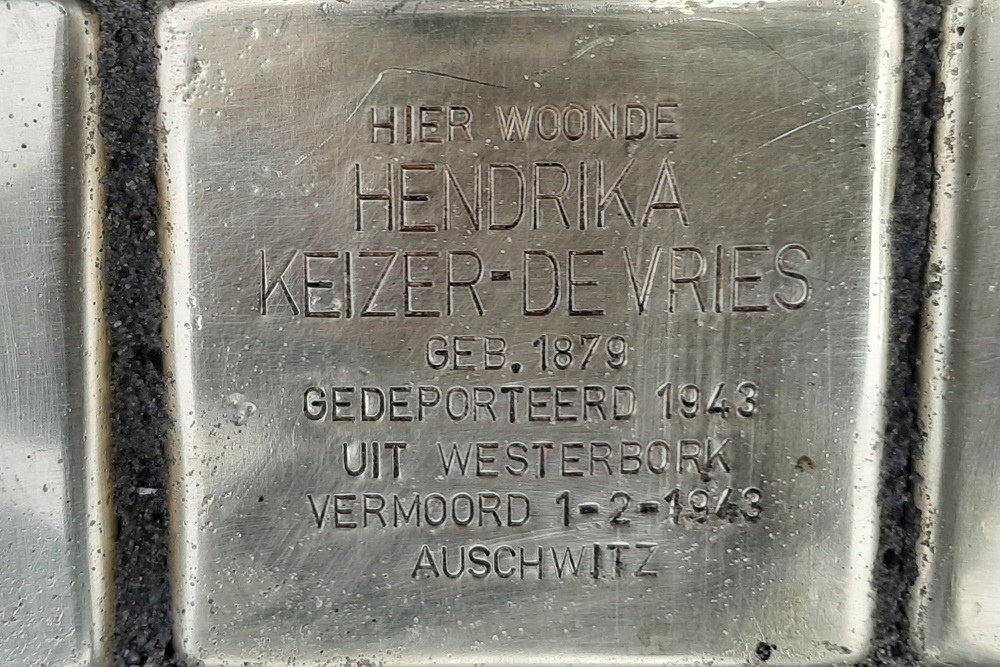 HIER WOONDE
HENDRIKA
KEIZER-DE VRIES
GEB. 1879
GEDEPORTEERD 1943
UIT WESTERBORK
VERMOORD 1-2-1943
AUSCHWITZ